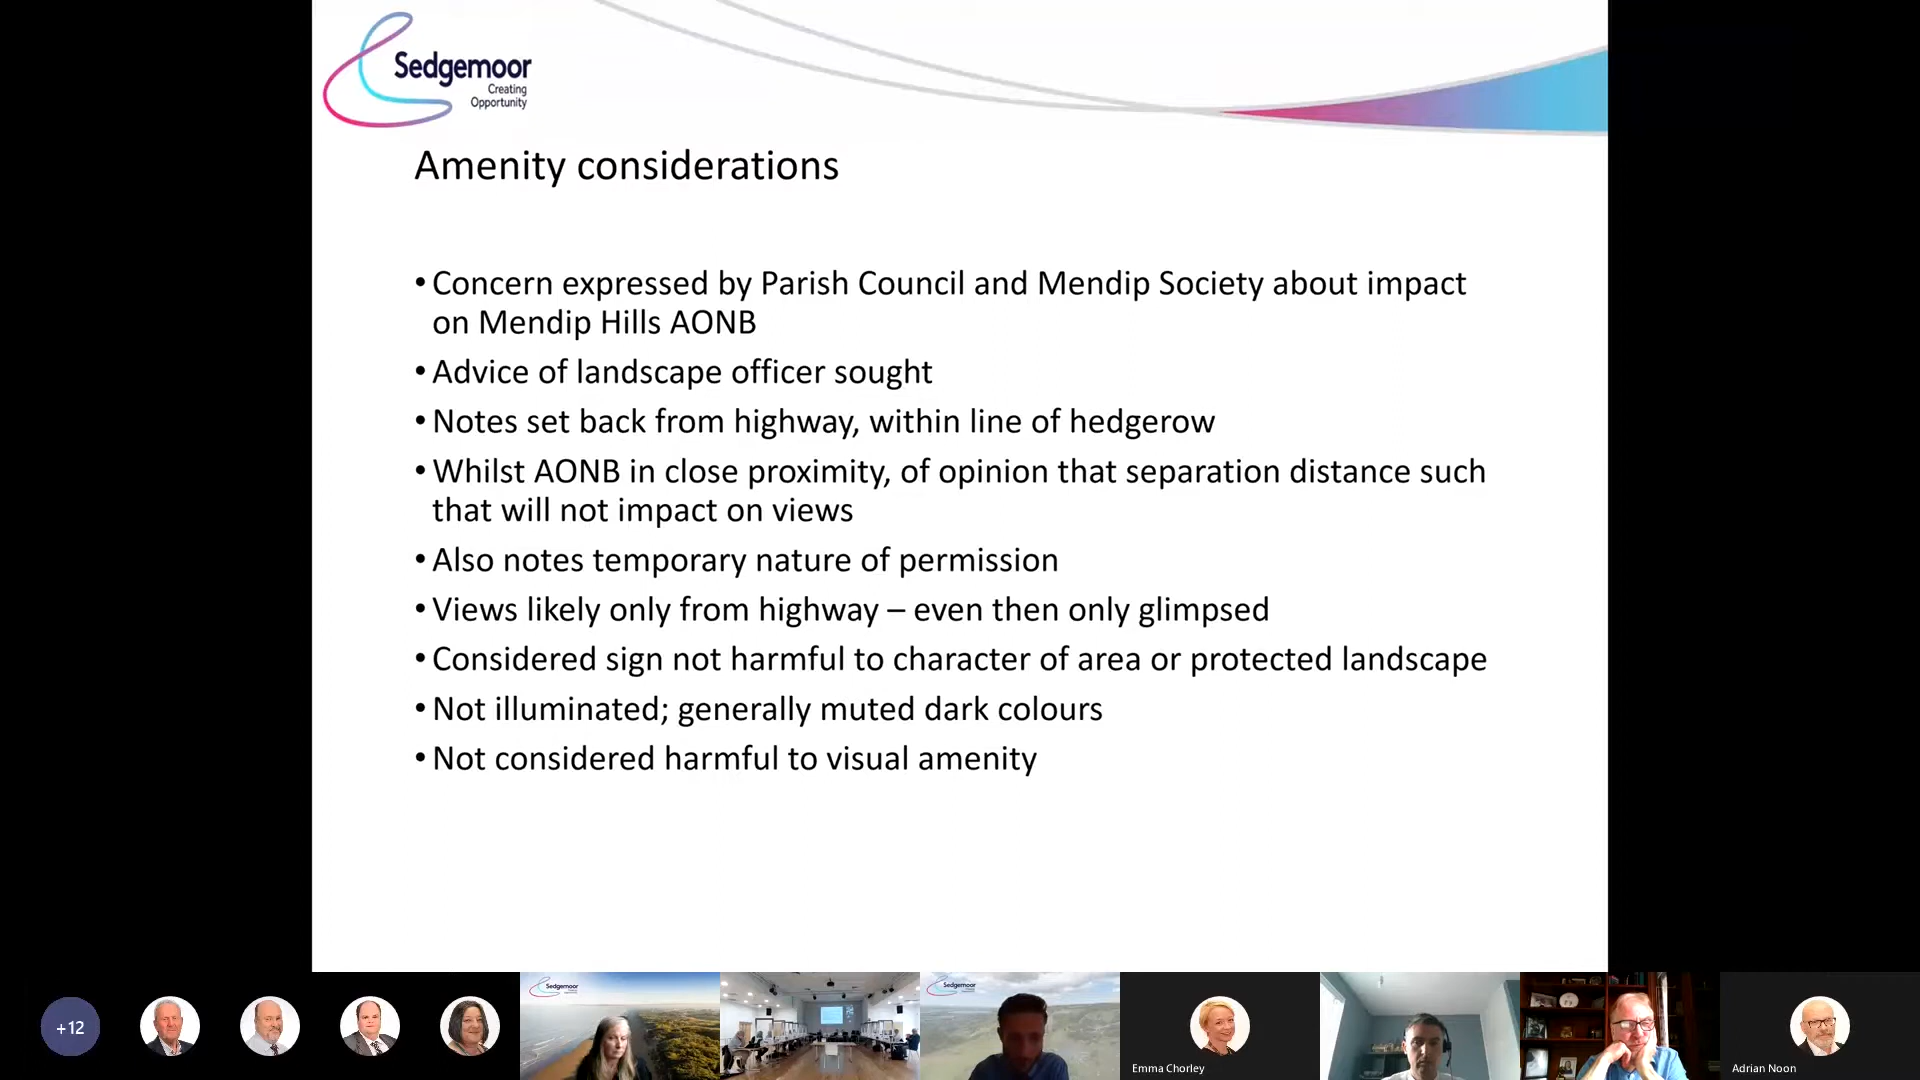 Sedgemoor
Creating
Opportunity
Amenity considerations
•Concern expressed by Parish Council and Mendip Society about impact
on Mendip Hills AONB
•Advice of landscape officer sought
•Notes set back from highway, within line of hedgerow
•Whilst AONB in close proximity, of opinion that separation distance such
that will not impact on views
•Also notes temporary nature of permission
•Views likely only from highway – even then only glimpsed
•Considered sign not harmful to character of area or protected landscape
•Not illuminated; generally muted dark colours
•Not considered harmful to visual amenity
+12
Sedgemoor
Sedgemoor
Emma Chorley
Adrian Noon